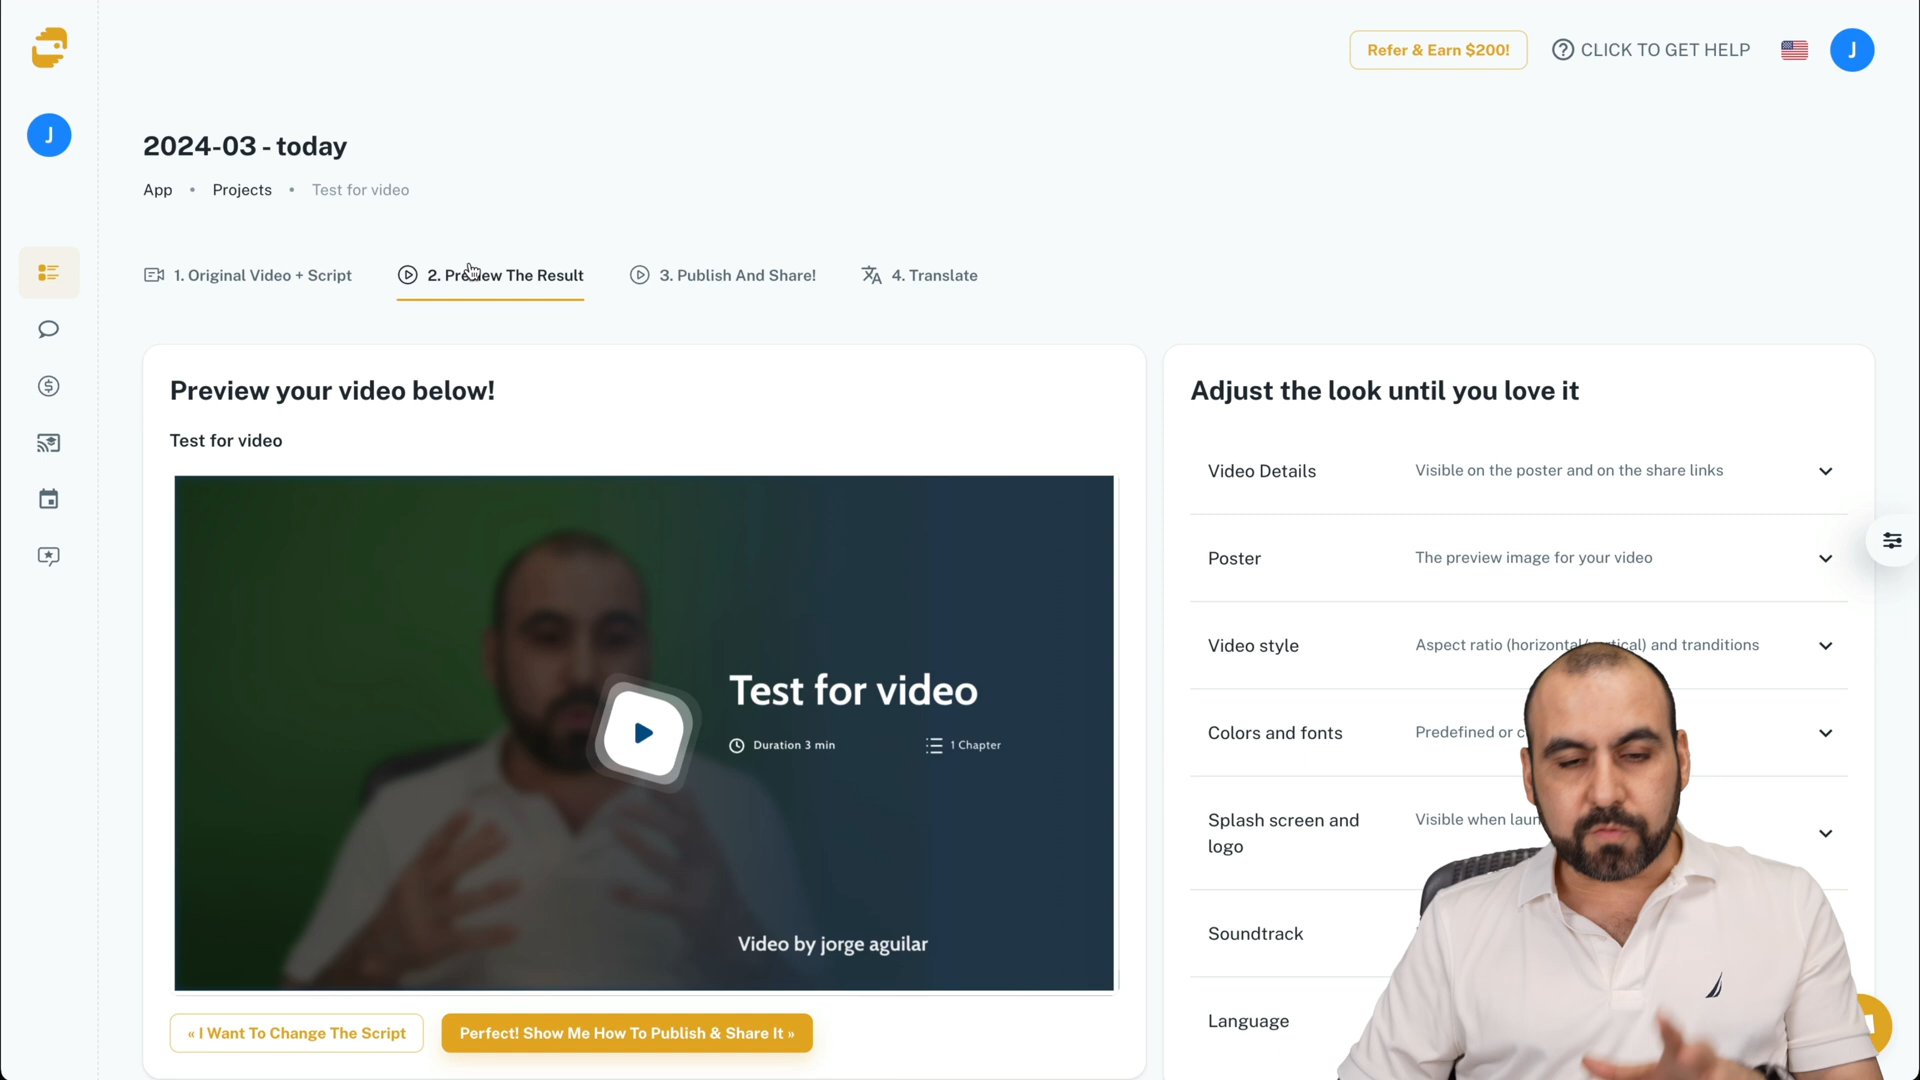 Refer & Earn $200!
CLICK TO GET HELP
J
J
2024-03 - today
App • Projects • Test for video
1. Original Video + Script
2. Preview The Result
3. Publish And Share!
4. Translate
Preview your video below!
Test for video
Test for video
Duration 3 min
1 Chapter
Video by jorge aguilar
« I Want To Change The Script
Perfect! Show Me How To Publish & Share It »
Adjust the look until you love it
Video Details
Visible on the poster and on the share links
Poster
The preview image for your video
Video style
Aspect ratio (horizontal/vertical) and tranditions
Colors and fonts
Predefined or
Splash screen and
logo
Visible when
Soundtrack
Language